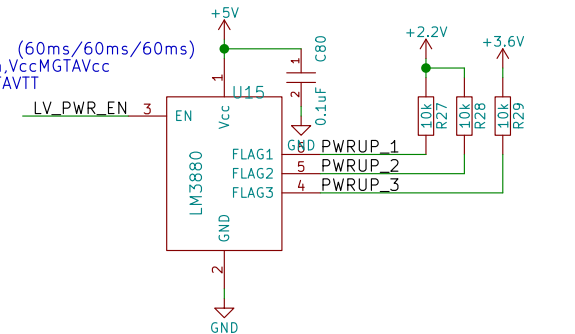 +5V
(60ms/60ms/60ms)
,VccMGTAVcc
AVTT
C80
1
2
0.1uF
GND
+2.2V
+3.6V
1
U15
Vcc
LV_PWR_EN
3
EN
LM3880
FLAG1
6
PWRUP_1
FLAG2
5
PWRUP_2
FLAG3
4
PWRUP_3
10k
R27
10k
R28
10k
R29
GND
2
GND